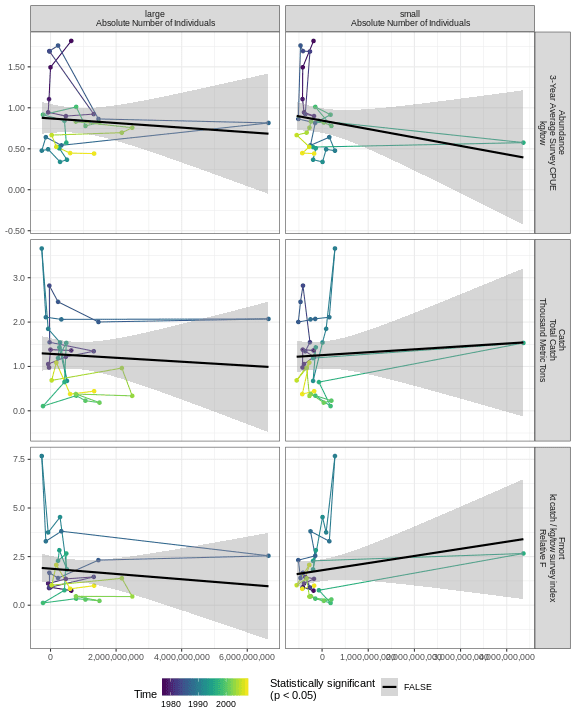 large
Absolute Number of Individuals
small
Absolute Number of Individuals
1.50
1.00
0.50
0.00
-0.50
Abundance
3-Year Average Survey CPUE
kg/tow
3.0
2.0
1.0
0.0
Catch
Total Catch
Thousand Metric Tons
7.5
5.0
2.5
0.0
Fmort
Relative F
kt catch / kg/tow survey index
0
2,000,000,000
4,000,000,000
6,000,000,000
0
1,000,000,000
2,000,000,000
3,000,000,000
4,000,000,000
Time
1980
1990
2000
Statistically significant
(p < 0.05)
FALSE